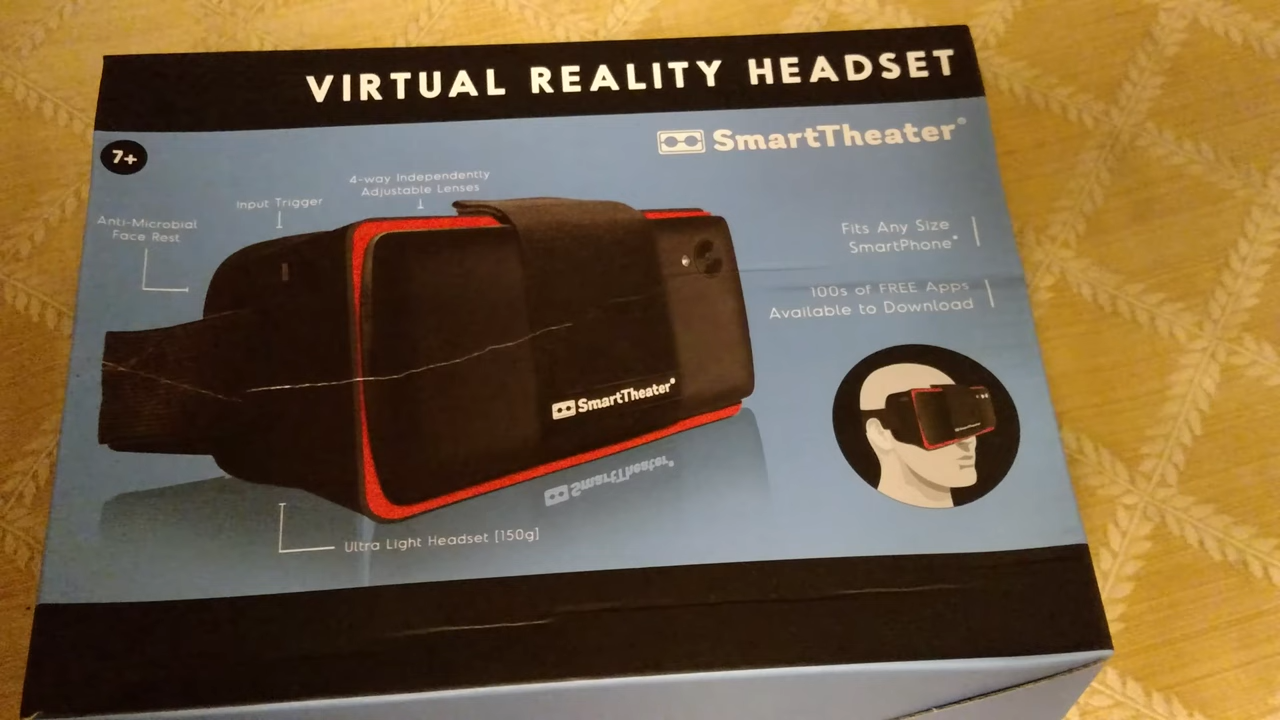 VIRTUAL REALITY HEADSET
SmartTheater®
7+
4-way Independently
Adjustable Lenses
Input Trigger
Anti-Microbial
Face Rest
Fits Any Size
SmartPhone*
100s of FREE Apps
Available to Download
SmartTheater®
SmartTheater®
Ultra Light Headset [150g]